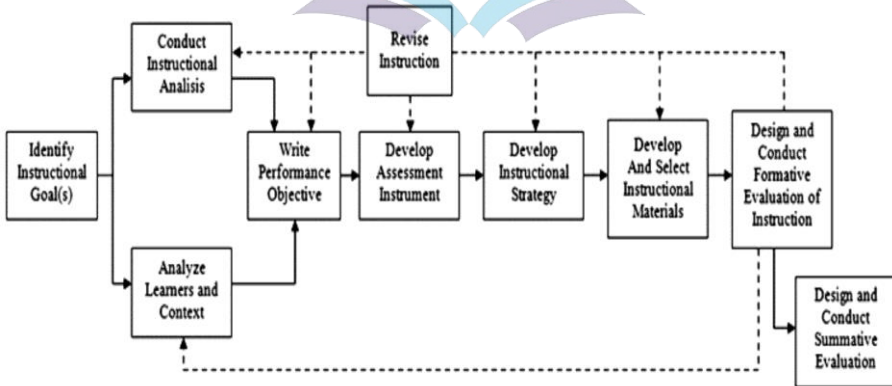 Conduct
Instructional
Analisis
Revise
Instruction
Identify
Instructional
Goal(s)
Write
Performance
Objective
Develop
Assessment
Instrument
Develop
Instructional
Strategy
Develop
And Select
Instructional
Materials
Design and
Conduct
Formative
Evaluation of
Instruction
Analyze
Learners and
Context
Design and
Conduct
Summative
Evaluation